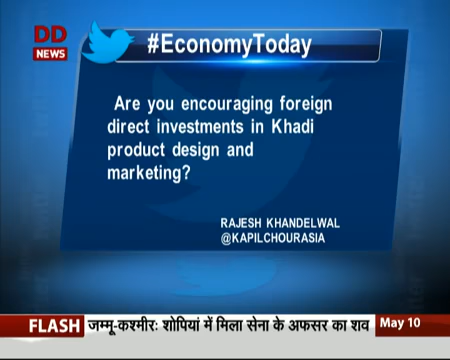 DD
NEWS
#EconomyToday
Are you encouraging foreign
direct investments in Khadi
product design and
marketing?
RAJESH KHANDELWAL
@KAPILCHOURASIA
FLASH जम्मू-कश्मीरः शोपियां में मिला सेना के अफसर का शव May 10